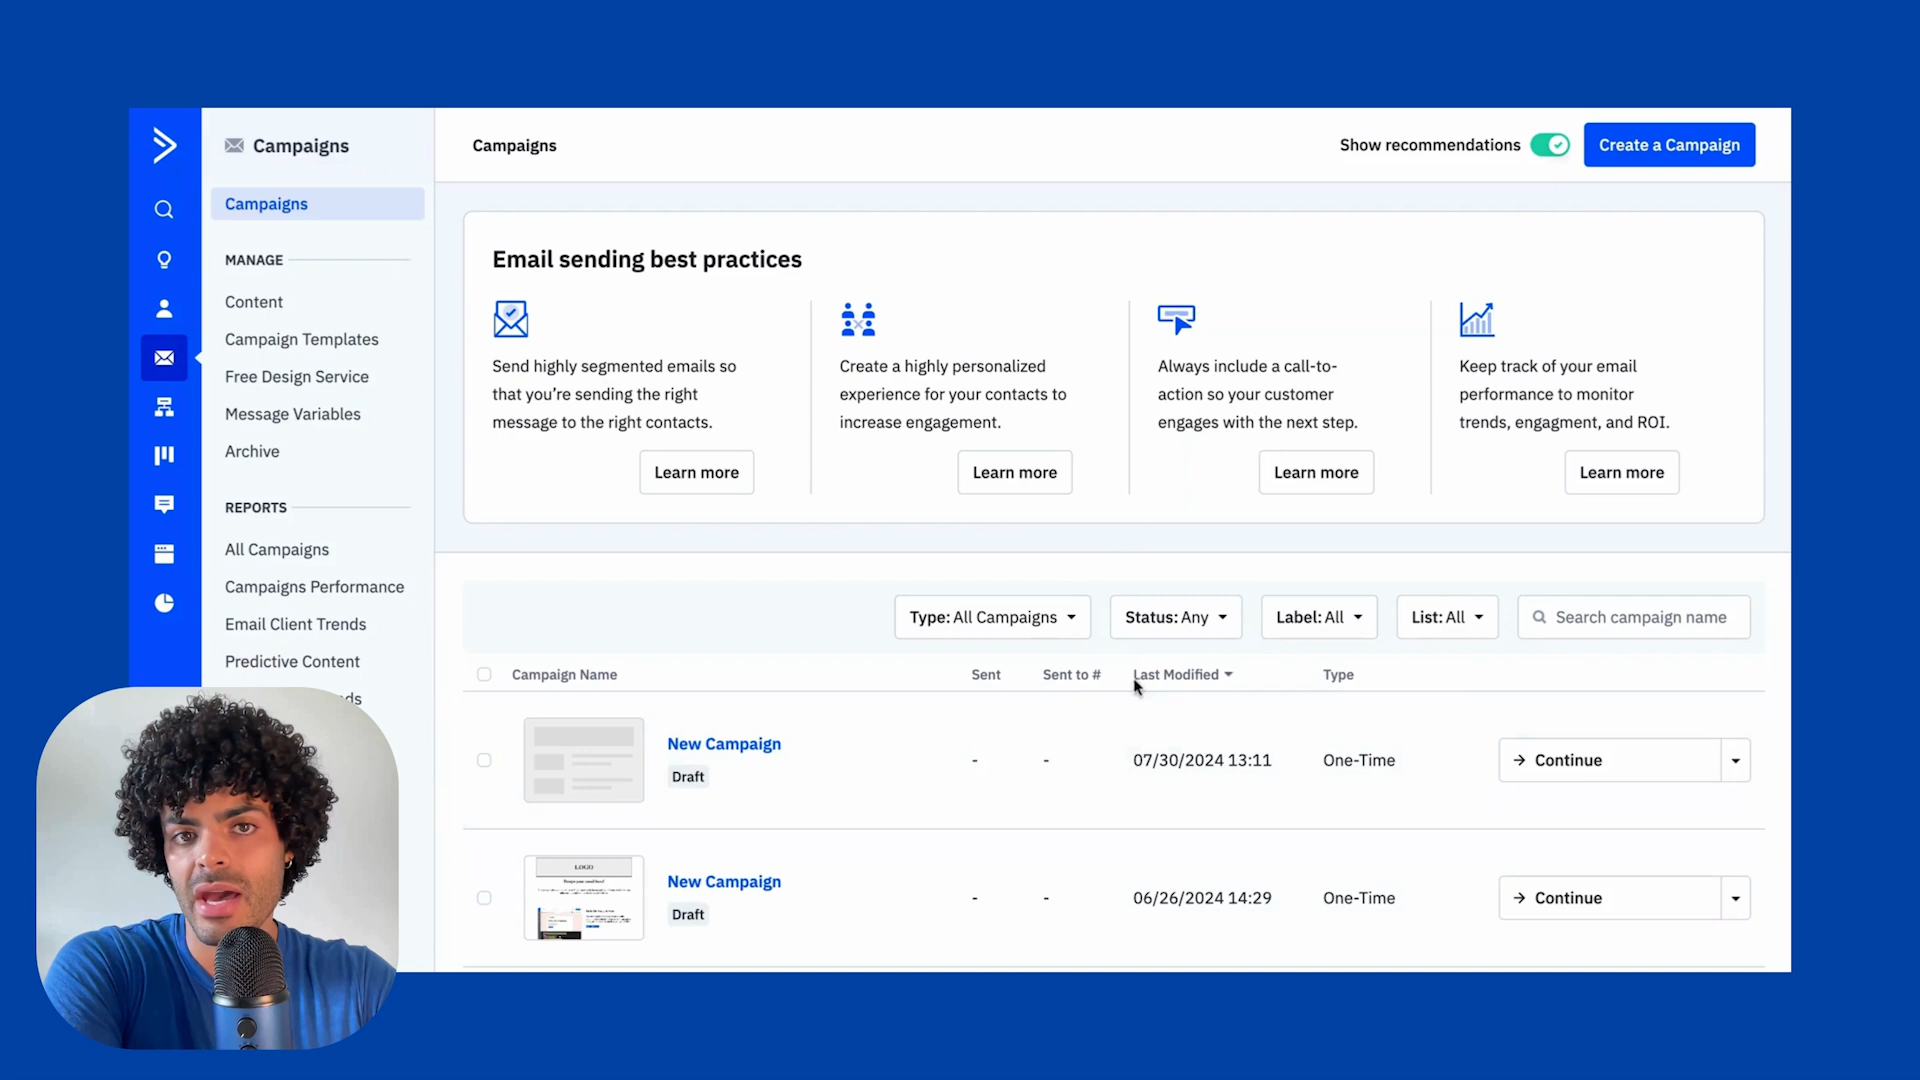 Campaigns
Campaigns
MANAGE
Content
Campaign Templates
Free Design Service
Message Variables
Archive
REPORTS
All Campaigns
Campaigns Performance
Email Client Trends
Predictive Content
ds
Campaigns
Show recommendations
Create a Campaign
Email sending best practices
Send highly segmented emails so
that you’re sending the right
message to the right contacts.
Learn more
Create a highly personalized
experience for your contacts to
increase engagement.
Learn more
Always include a call-to-
action so your customer
engages with the next step.
Learn more
Keep track of your email
performance to monitor
trends, engagment, and ROI.
Learn more
Type: All Campaigns
Status: Any
Label: All
List: All
Search campaign name
Campaign Name
Sent
Sent to #
Last Modified
Type
New Campaign
Draft
-
-
07/30/2024 13:11
One-Time
Continue
LOGO
New Campaign
Draft
-
-
06/26/2024 14:29
One-Time
Continue